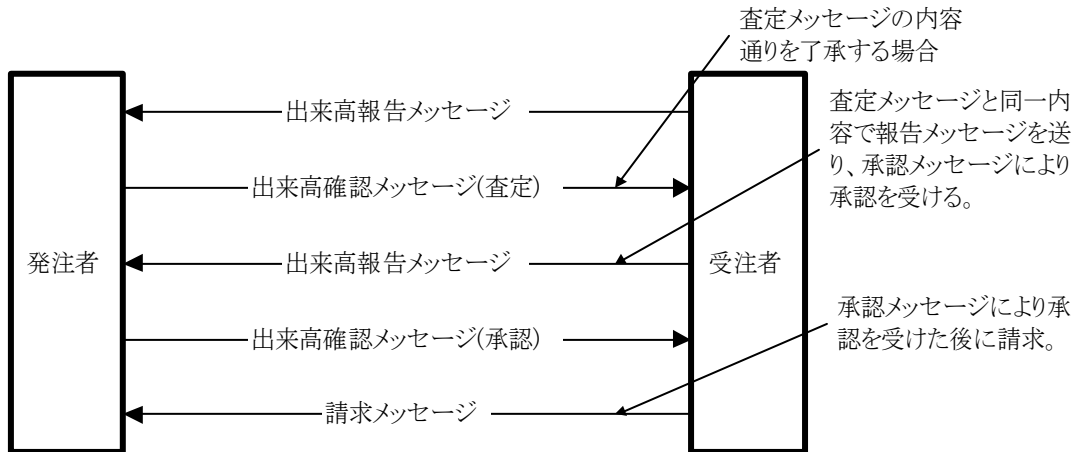 査定メッセージの内容
通りを了承する場合
出来高報告メッセージ
査定メッセージと同一内
容で報告メッセージを送
り、承認メッセージにより
承認を受ける。
出来高確認メッセージ(査定)
発注者
出来高報告メッセージ
受注者
出来高確認メッセージ(承認)
承認メッセージにより承
認を受けた後に請求。
請求メッセージ